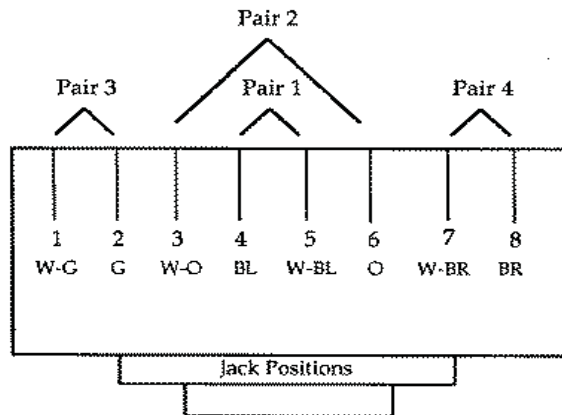 Pair 2
Pair 3 Pair 1 Pair 4
1 2 3 4 5 6 7 8
W-G G W-O BL W-BL O W-BR BR
Jack Positions